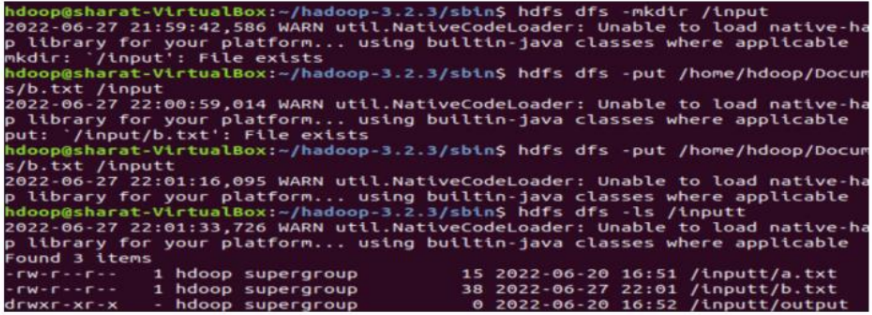 hdoop@sharat-VirtualBox:~/hadoop-3.2.3/sbin$ hdfs dfs -mkdir /input
2022-06-27 21:59:42,586 WARN util.NativeCodeLoader: Unable to load native-ha
p library for your platform... using builtin-java classes where applicable
mkdir: `/input': File exists
hdoop@sharat-VirtualBox:~/hadoop-3.2.3/sbin$ hdfs dfs -put /home/hdoop/Docum
s/b.txt /input
2022-06-27 22:00:59,014 WARN util.NativeCodeLoader: Unable to load native-ha
p library for your platform... using builtin-java classes where applicable
put: `/input/b.txt': File exists
hdoop@sharat-VirtualBox:~/hadoop-3.2.3/sbin$ hdfs dfs -put /home/hdoop/Docum
s/b.txt /inputt
2022-06-27 22:01:16,095 WARN util.NativeCodeLoader: Unable to load native-ha
p library for your platform... using builtin-java classes where applicable
hdoop@sharat-VirtualBox:~/hadoop-3.2.3/sbin$ hdfs dfs -ls /inputt
2022-06-27 22:01:33,726 WARN util.NativeCodeLoader: Unable to load native-ha
p library for your platform... using builtin-java classes where applicable
Found 3 items
-rw-r--r-- 1 hdoop supergroup 15 2022-06-20 16:51 /inputt/a.txt
-rw-r--r-- 1 hdoop supergroup 38 2022-06-27 22:01 /inputt/b.txt
drwxr-xr-x - hdoop supergroup 0 2022-06-20 16:52 /inputt/output